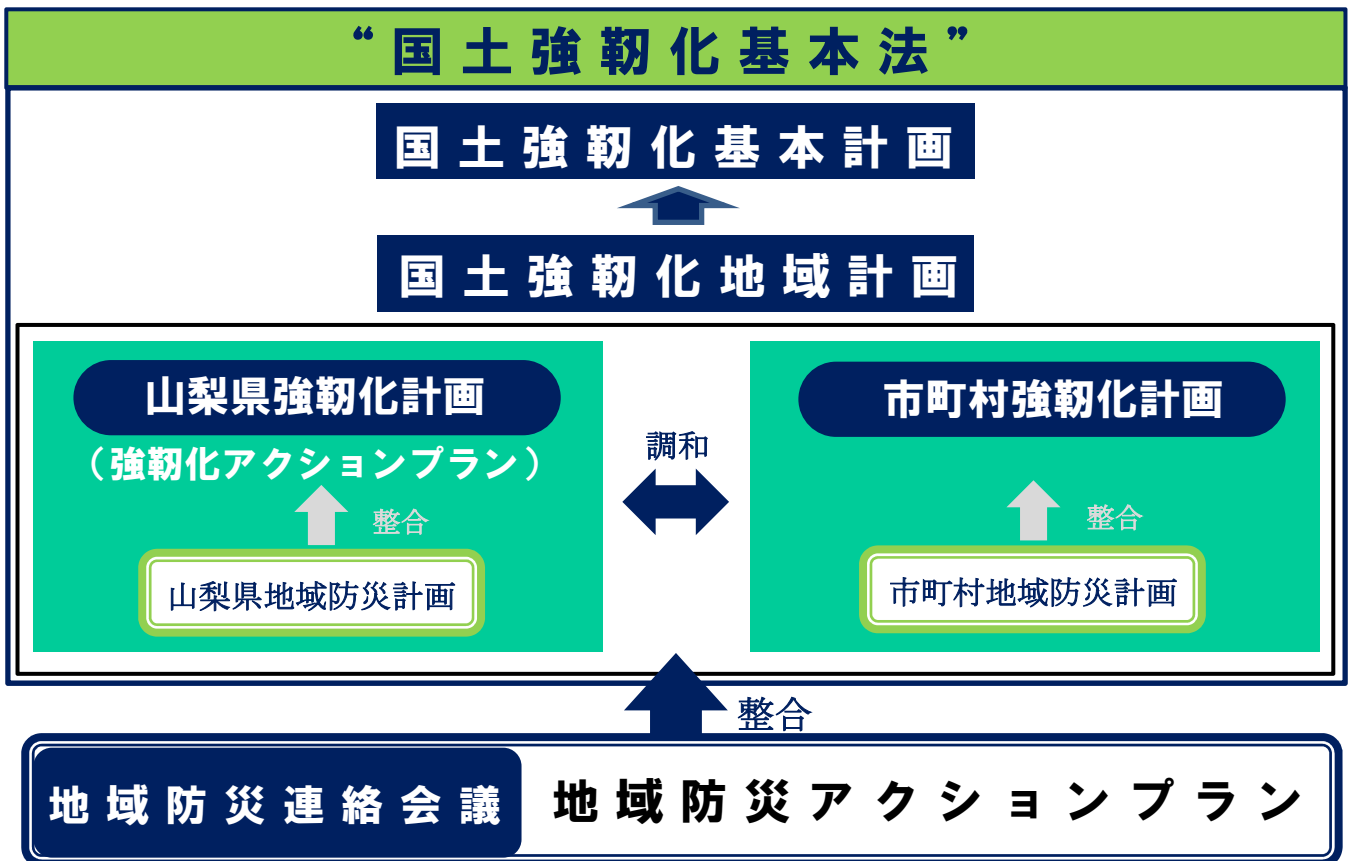 “国土強靭化基本法”
国土強靭化基本計画
国土強靭化地域計画
山梨県強靭化計画
（強靭化アクションプラン）
整合
山梨県地域防災計画
調和
市町村強靭化計画
整合
市町村地域防災計画
整合
地域防災連絡会議
地域防災アクションプラン